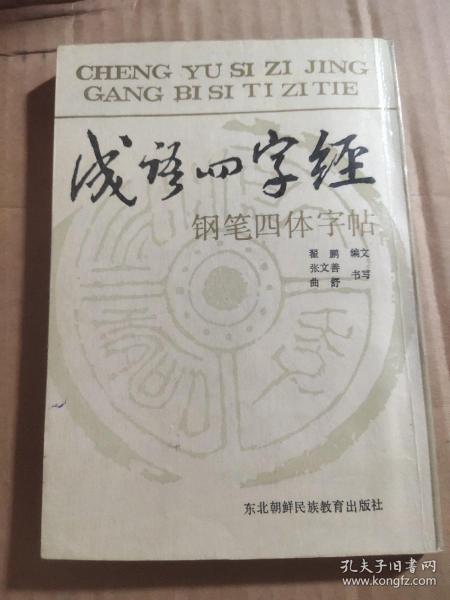 CHENG YU SI ZI JING
GANG BI SI TI ZI TIE
成语四字经
钢笔四体字帖
翟鹏 编文
张文善
曲舒 书写
东北朝鲜民族教育出版社
孔夫子旧书网
www.kongfz.com